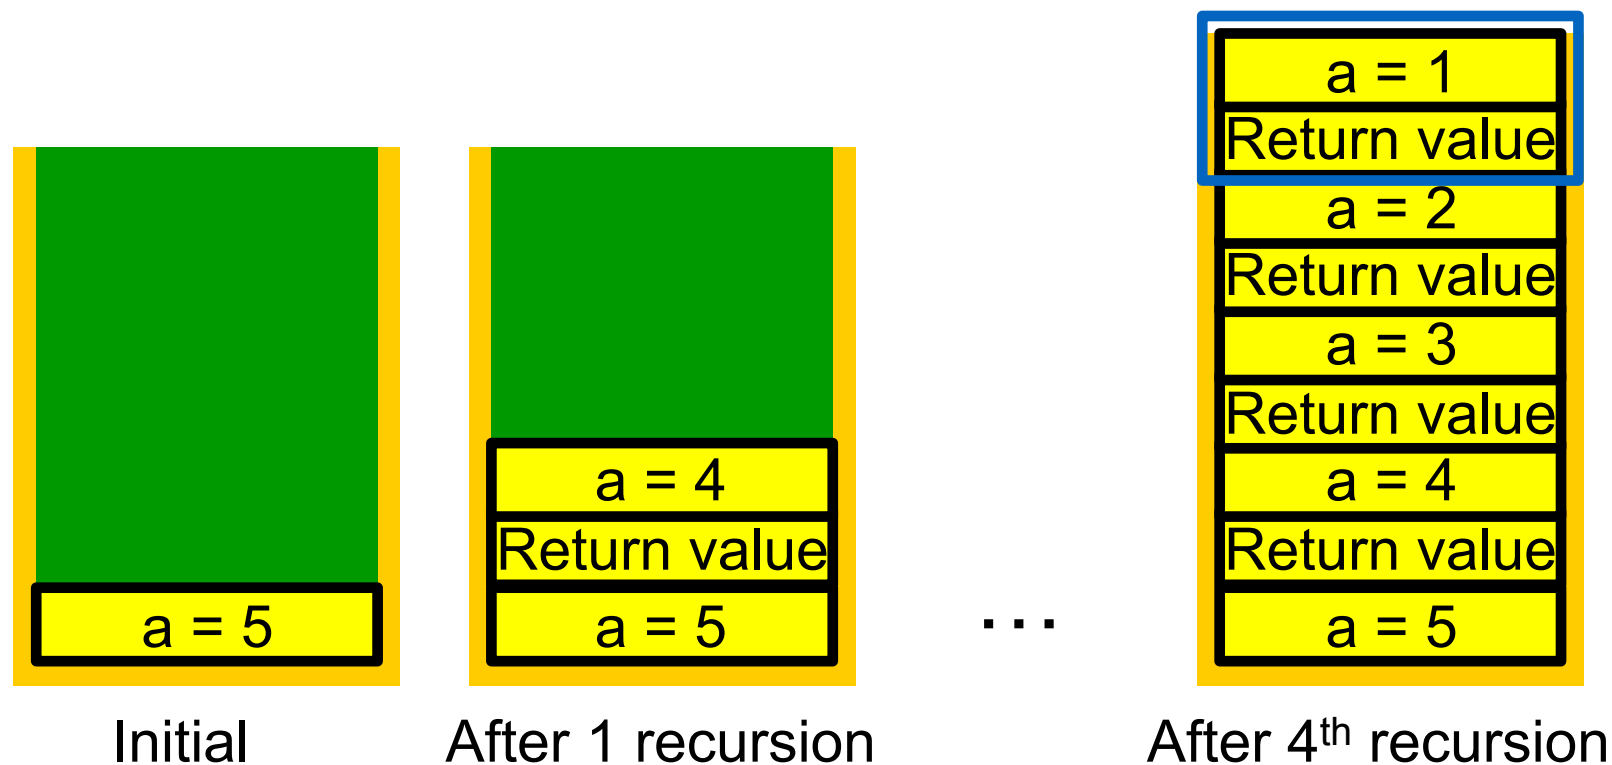 a = 5
Initial
a = 4
Return value
a = 5
After 1 recursion
...
a = 1
Return value
a = 2
Return value
a = 3
Return value
a = 4
Return value
a = 5
After 4th recursion